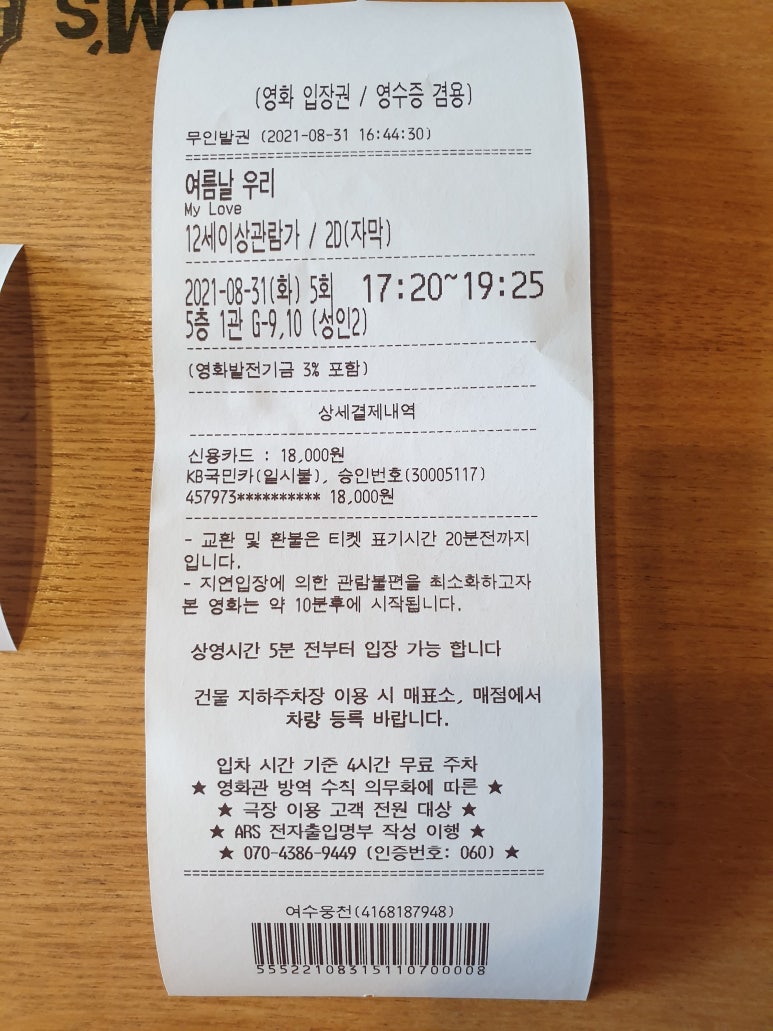 (영화 입장권 / 영수증 겸용)
무인발권 (2021-08-31 16:44:30)
여름날 우리
My Love
12세이상관람가 / 2D(자막)
2021-08-31(화) 5회 17:20~19:25
5층 1관 G-9,10 (성인2)
(영화발전기금 3% 포함)
상세결제내역
신용카드 : 18,000원
KB국민카(일시불), 승인번호(30005117)
457973********** 18,000원
- 교환 및 환불은 티켓 표기시간 20분전까지
입니다.
- 지연입장에 의한 관람불편을 최소화하고자
본 영화는 약 10분후에 시작됩니다.
상영시간 5분 전부터 입장 가능 합니다
건물 지하주차장 이용 시 매표소, 매점에서
차량 등록 바랍니다.
입차 시간 기준 4시간 무료 주차
★ 영화관 방역 수칙 의무화에 따른 ★
★ 극장 이용 고객 전원 대상 ★
★ ARS 전자출입명부 작성 이행 ★
★ 070-4386-9449 (인증번호: 060) ★
여수웅천(4168187948)
55522108315110700008